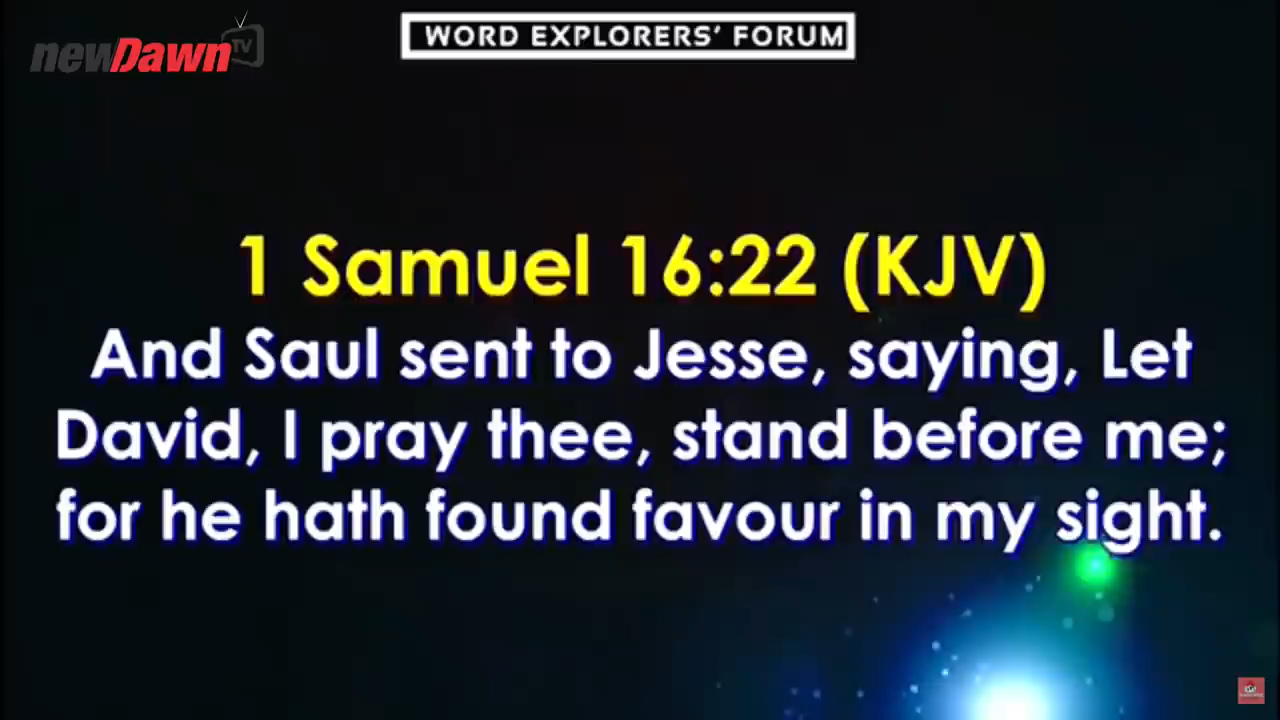 newDawn TV
WORD EXPLORERS' FORUM
1 Samuel 16:22 (KJV)
And Saul sent to Jesse, saying, Let
David, I pray thee, stand before me;
for he hath found favour in my sight.